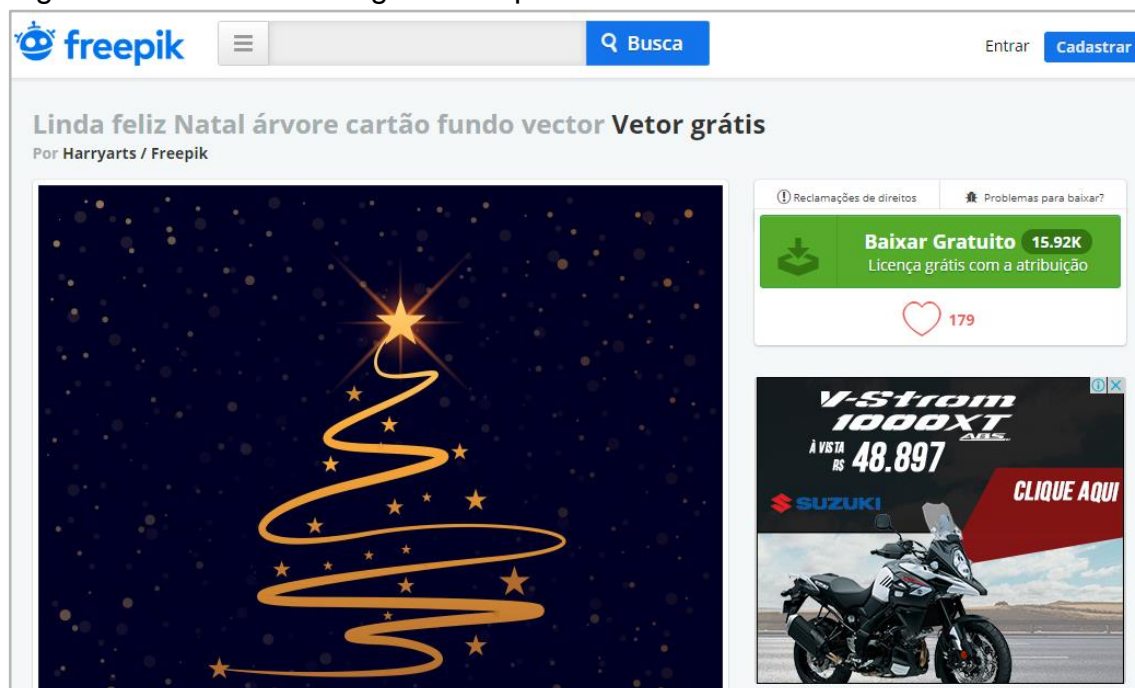 freepik
Busca
Entrar
Cadastrar
Linda feliz Natal árvore cartão fundo vector Vetor grátis
Por Harryarts / Freepik
Reclamações de direitos
Problemas para baixar?
Baixar Gratuito 15.92K
Licença grátis com a atribuição
179
V-Strom
1000XT
ABS
À VISTA
R$ 48.897
CLIQUE AQUI
SUZUKI